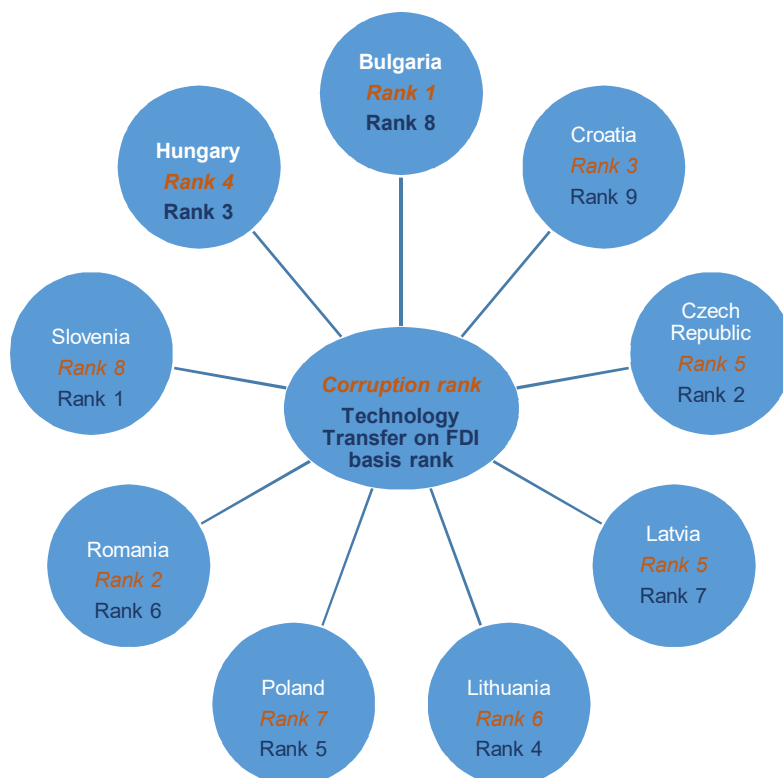 Bulgaria
Rank 1
Rank 8
Croatia
Rank 3
Rank 9
Czech
Republic
Rank 5
Rank 2
Latvia
Rank 5
Rank 7
Lithuania
Rank 6
Rank 4
Poland
Rank 7
Rank 5
Romania
Rank 2
Rank 6
Slovenia
Rank 8
Rank 1
Hungary
Rank 4
Rank 3
Corruption rank
Technology
Transfer on FDI
basis rank